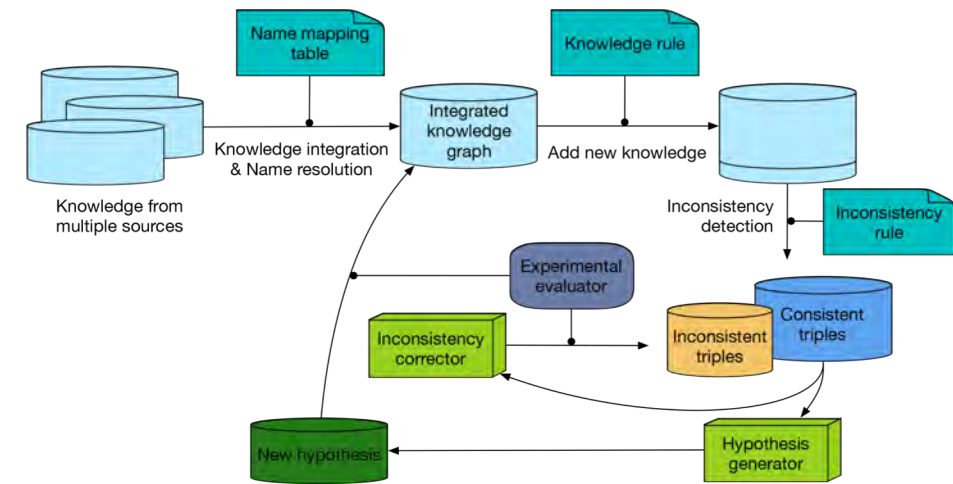 Name mapping
table
Knowledge rule
Integrated
knowledge
graph
Knowledge integration
& Name resolution
Add new knowledge
Knowledge from
multiple sources
Inconsistency
detection
Inconsistency
rule
Experimental
evaluator
Consistent
triples
Inconsistent
triples
Inconsistency
corrector
New hypothesis
Hypothesis
generator